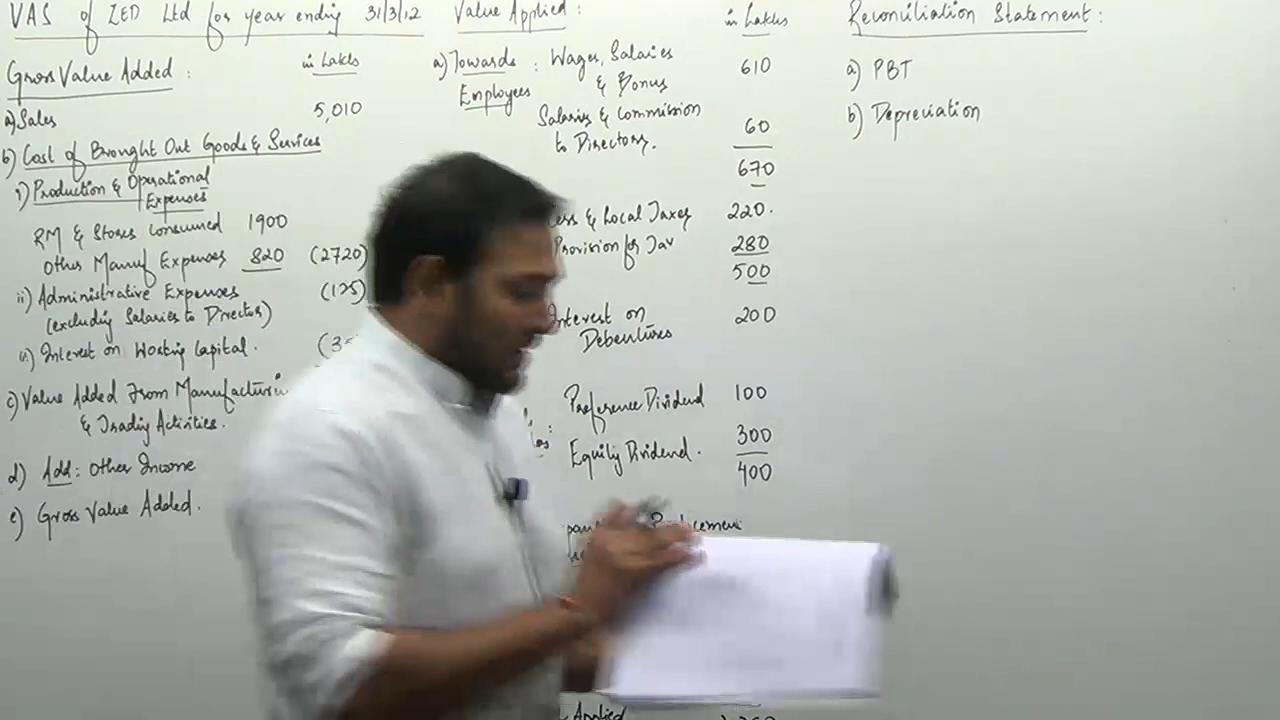 VAS of ZED Ltd for year ending 31/3/12
Gross Value Added :
in Lakhs
a) Sales 5,010
b) Cost of Brought Out Goods & Services
i) Production & Operational
Expenses
RM & Stores Consumed 1900
Other Manuf Expenses 820 (2720)
ii) Administrative Expenses (125)
(excluding Salaries to Director)
Interest on Working Capital.
c) Value Added From Manufacturin
& Trading Activities.
d) Add : Other Income
e) Gross Value Added.
Value Applied :
in Lakhs
a) Towards : Wages, Salaries 610
Employees & Bonus
Salaries & Commission
to Directors. 60
670
& Local Taxes 220.
Provision for Tax 280
500
Interest on 200
Debentures
Preference Dividend 100
Equity Dividend. 300
400
Applied
Reconciliation Statement :
a) PBT
b) Depreciation